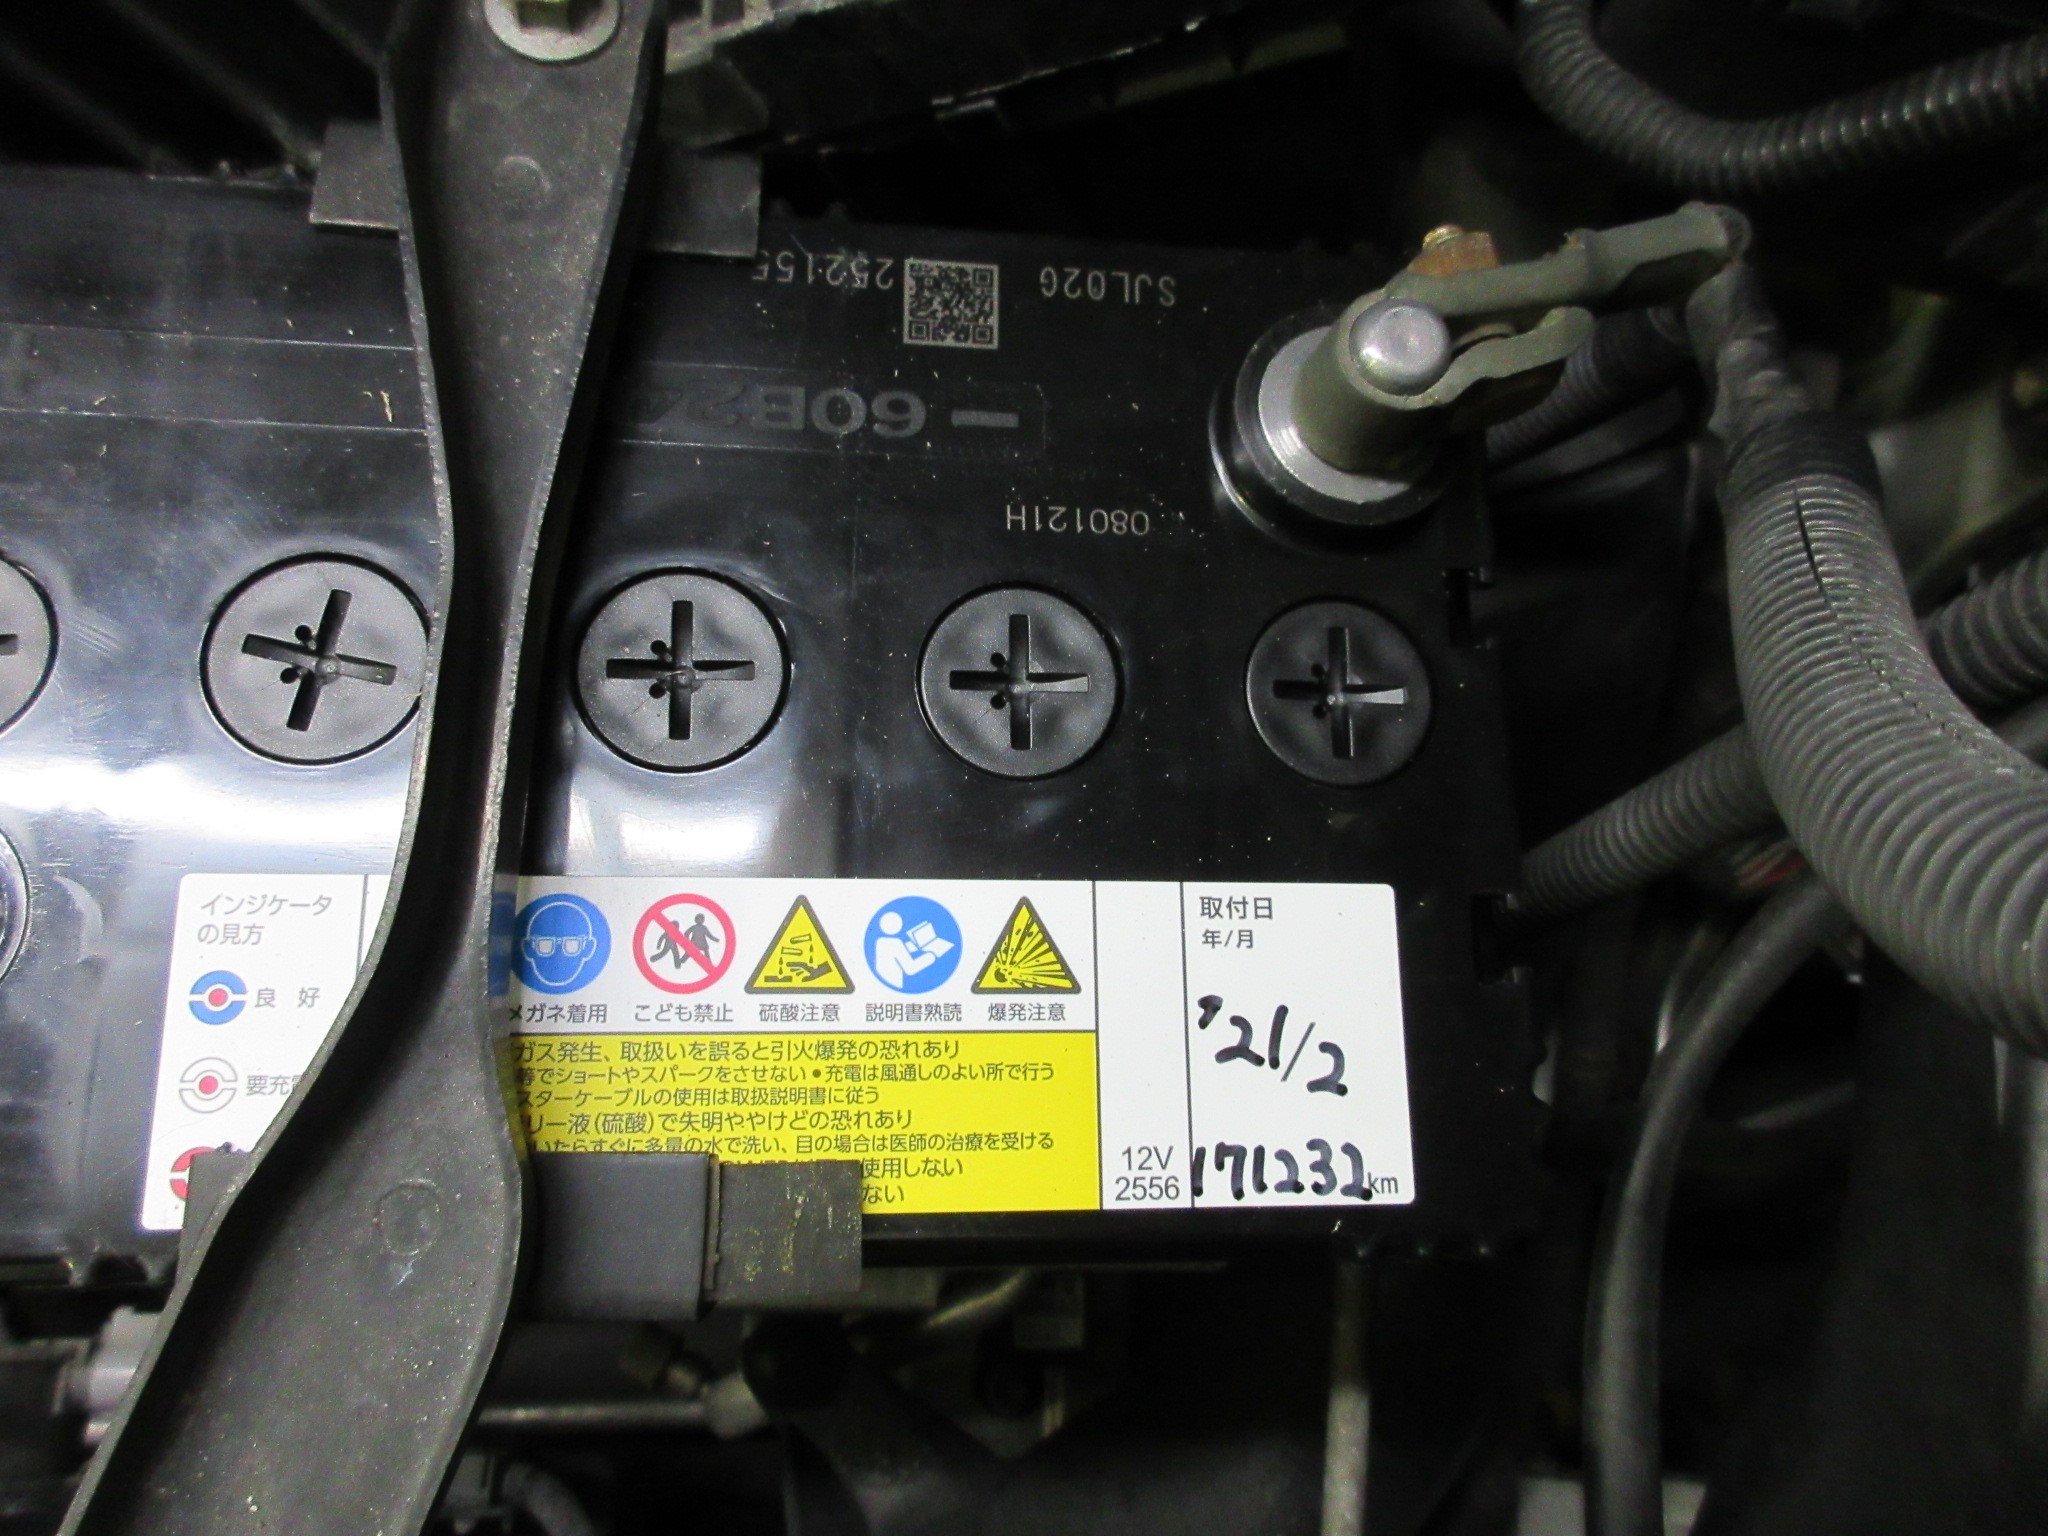 SJL02G
252155
-60B24
080121H
インジケータ
の見方
良 好
要充電
メガネ着用
こども禁止
硫酸注意
説明書熟読
爆発注意
ガス発生、取扱いを誤ると引火爆発の恐れあり
等でショートやスパークをさせない●充電は風通しのよい所で行う
スターケーブルの使用は取扱説明書に従う
リー液(硫酸)で失明ややけどの恐れあり
いたらすぐに多量の水で洗い、目の場合は医師の治療を受ける
使用しない
ない
12V
2556
取付日
年/月
'21/2
171232km